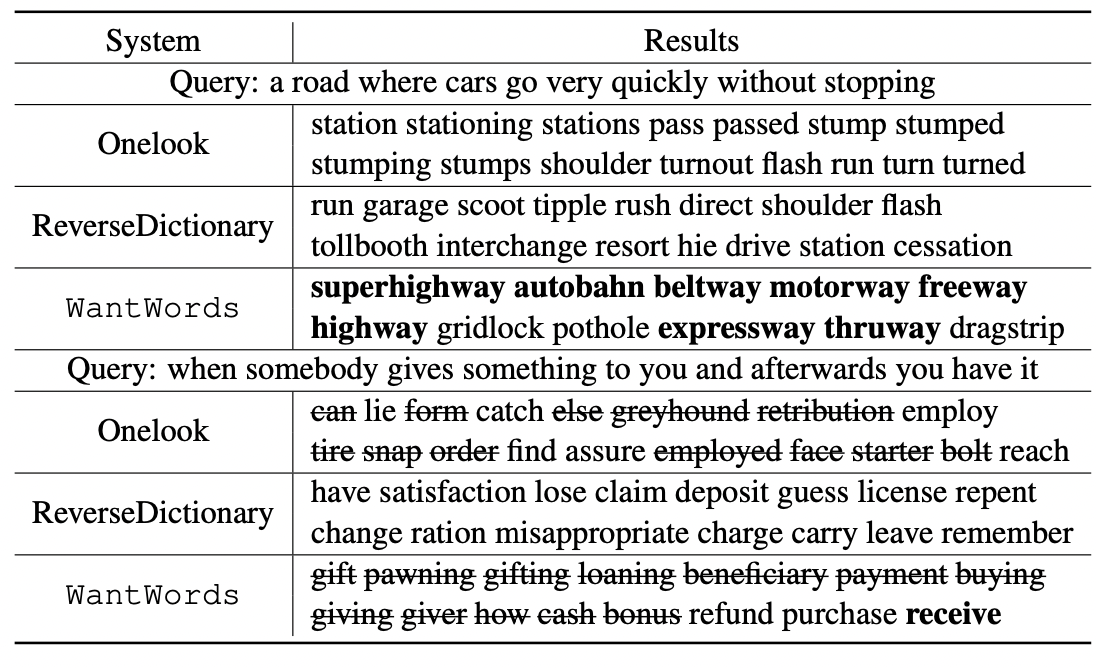 System Results
Query: a road where cars go very quickly without stopping
Onelook
station stationing stations pass passed stump stumped
stumping stumps shoulder turnout flash run turn turned
ReverseDictionary
run garage scoot tipple rush direct shoulder flash
tollbooth interchange resort hie drive station cessation
WantWords
superhighway autobahn beltway motorway freeway
highway gridlock pothole expressway thruway dragstrip
Query: when somebody gives something to you and afterwards you have it
Onelook
can lie form catch else greyhound retribution employ
tire snap order find assure employed face starter bolt reach
ReverseDictionary
have satisfaction lose claim deposit guess license repent
change ration misappropriate charge carry leave remember
WantWords
gift pawning gifting loaning beneficiary payment buying
giving giver how cash bonus refund purchase receive